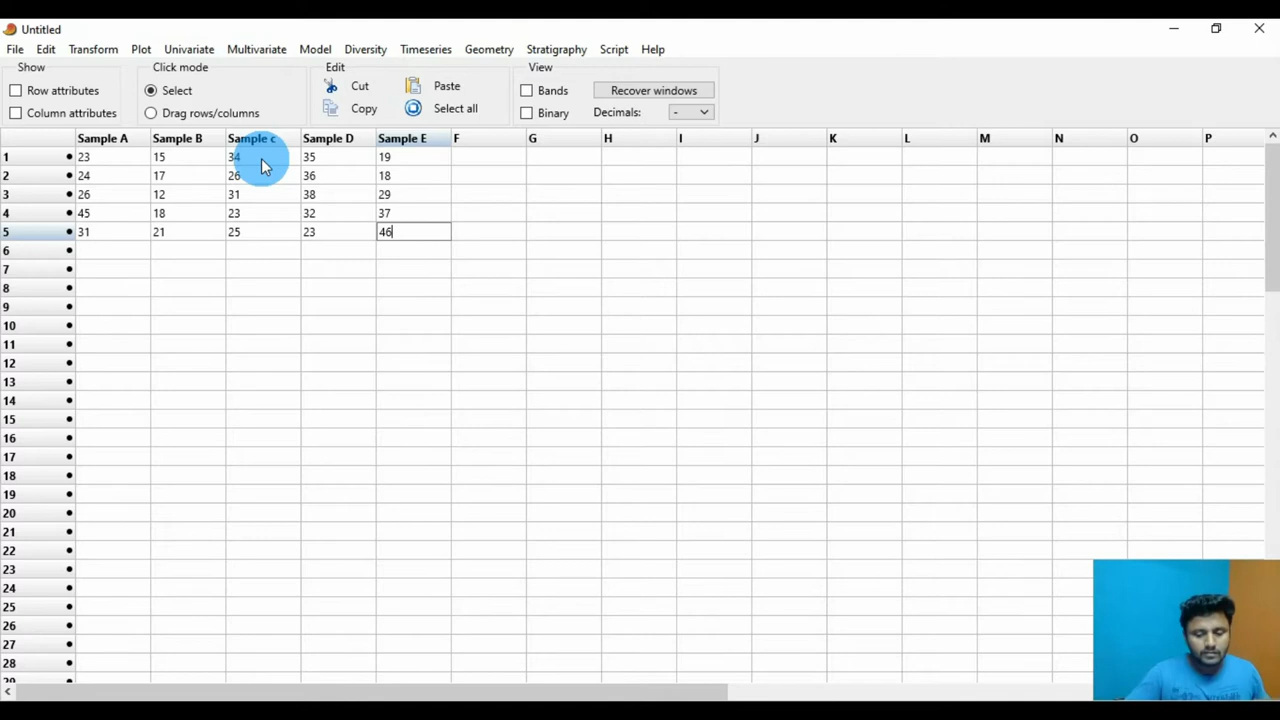 Untitled
File Edit Transform Plot Univariate Multivariate Model Diversity Timeseries Geometry Stratigraphy Script Help
Show Click mode Edit View
Row attributes Select Cut Paste Bands Recover windows
Column attributes Drag rows/columns Copy Select all Binary Decimals: -
Sample A Sample B Sample c Sample D Sample E F G H I J K L M N O P
1 • 23 15 34 35 19
2 • 24 17 26 36 18
3 • 26 12 31 38 29
4 • 45 18 23 32 37
5 • 31 21 25 23 46
6 •
7 •
8 •
9 •
10 •
11 •
12 •
13 •
14 •
15 •
16 •
17 •
18 •
19 •
20 •
21 •
22 •
23 •
24 •
25 •
26 •
27 •
28 •
29 •